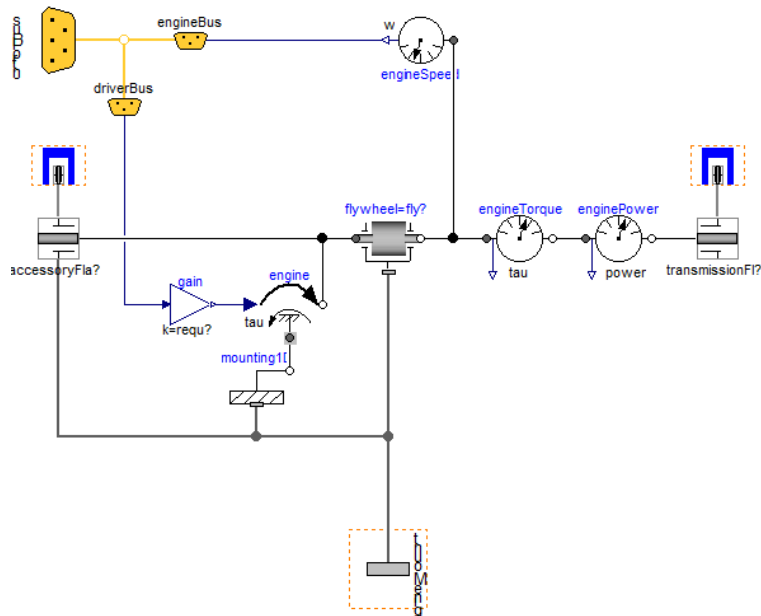 engineBus
w
engineSpeed
driverBus
flywheel=fly?
engineTorque
enginePower
accessoryFla?
tau
power
transmissionFl?
gain
engine
k=requ?
tau
mounting1D